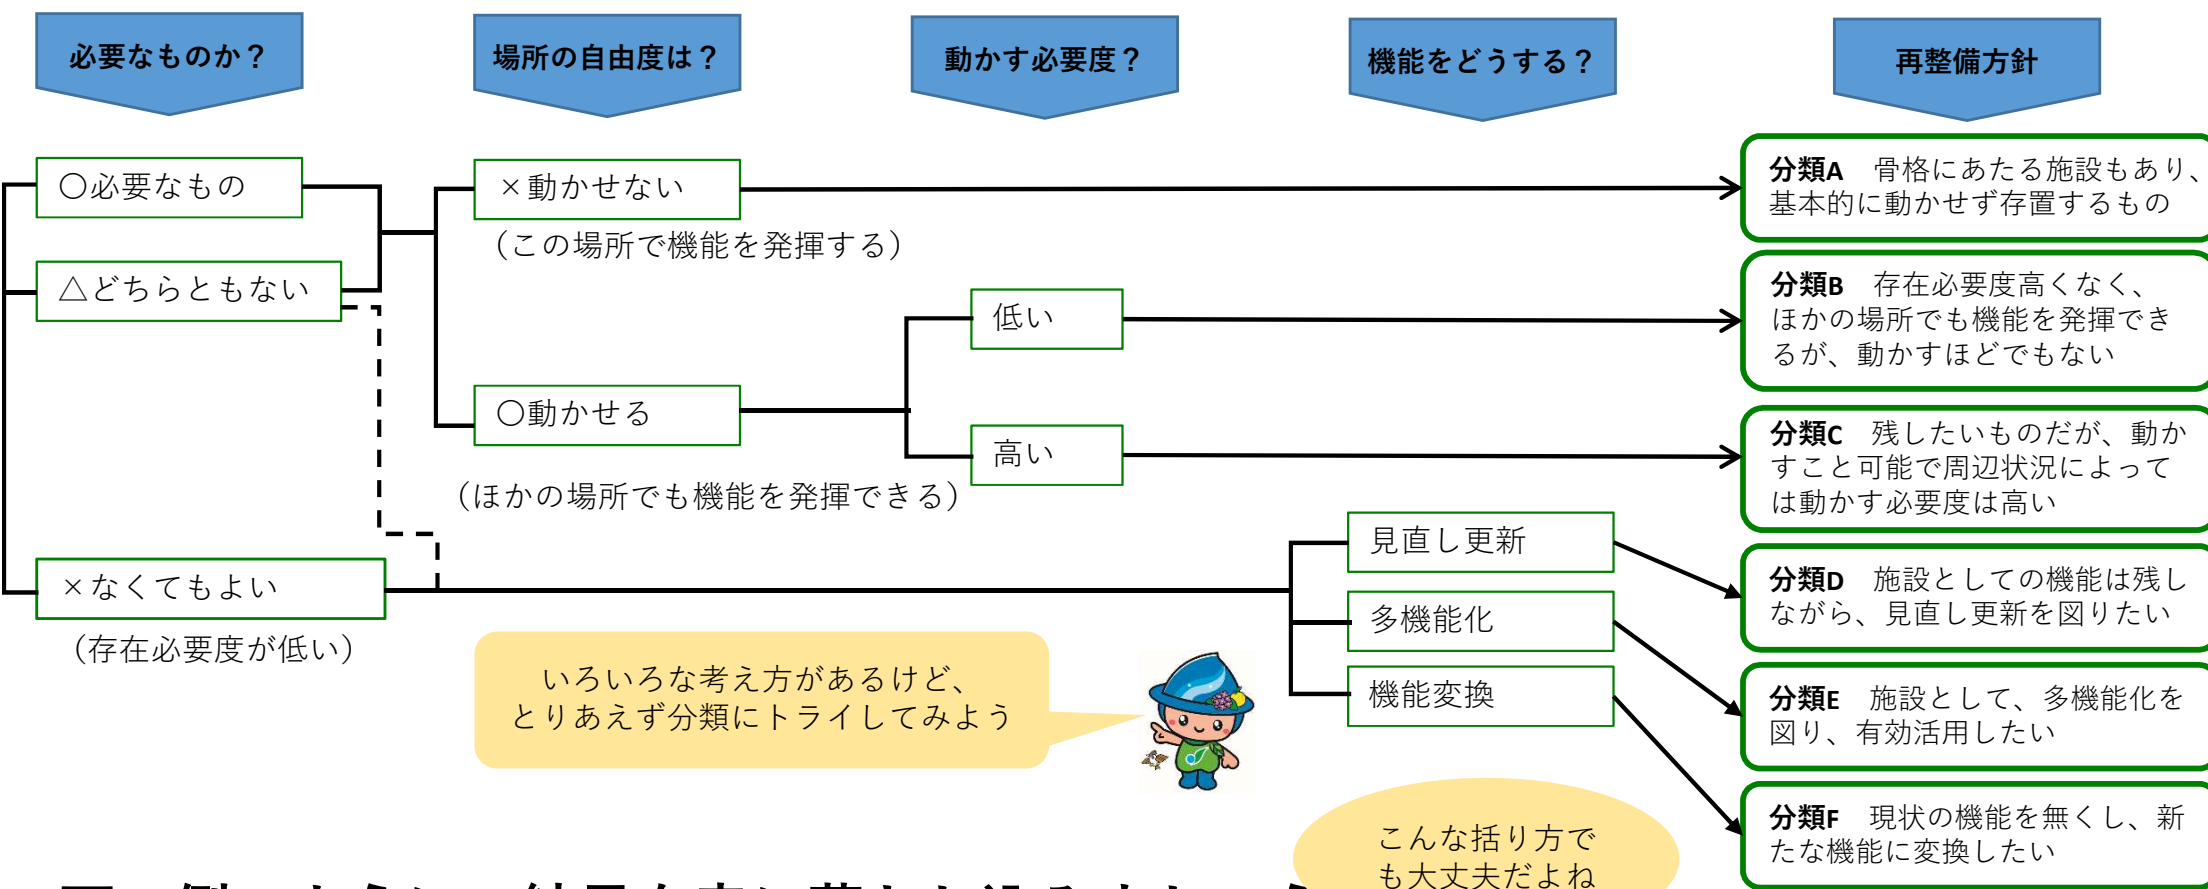 必要なものか？
場所の自由度は？
動かす必要度？
機能をどうする？
再整備方針
〇必要なもの
△どちらともない
×なくてもよい
（存在必要度が低い）
×動かせない
（この場所で機能を発揮する）
〇動かせる
（ほかの場所でも機能を発揮できる）
低い
高い
見直し更新
多機能化
機能変換
分類A　骨格にあたる施設もあり、
基本的に動かせず存置するもの
分類B　存在必要度高くなく、
ほかの場所でも機能を発揮でき
るが、動かすほどでもない
分類C　残したいものだが、動か
すこと可能で周辺状況によって
は動かす必要度は高い
分類D　施設としての機能は残し
ながら、見直し更新を図りたい
分類E　施設として、多機能化を
図り、有効活用したい
分類F　現状の機能を無くし、新
たな機能に変換したい
いろいろな考え方があるけど、
とりあえず分類にトライしてみよう
こんな括り方で
も大丈夫だよね